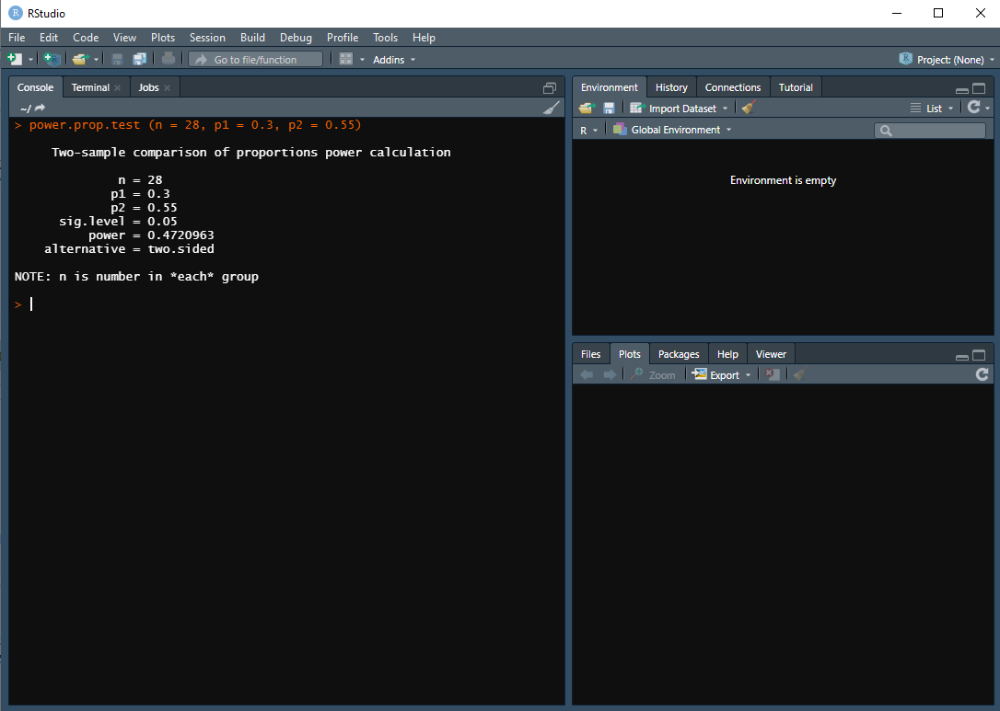 RStudio
File Edit Code View Plots Session Build Debug Profile Tools Help
Go to file/function Addins Project: (None)
Console Terminal Jobs
~/
> power.prop.test (n = 28, p1 = 0.3, p2 = 0.55)
Two-sample comparison of proportions power calculation
n = 28
p1 = 0.3
p2 = 0.55
sig.level = 0.05
power = 0.4720963
alternative = two.sided
NOTE: n is number in *each* group
>
Environment History Connections Tutorial
Import Dataset List
R Global Environment
Environment is empty
Files Plots Packages Help Viewer
Zoom Export